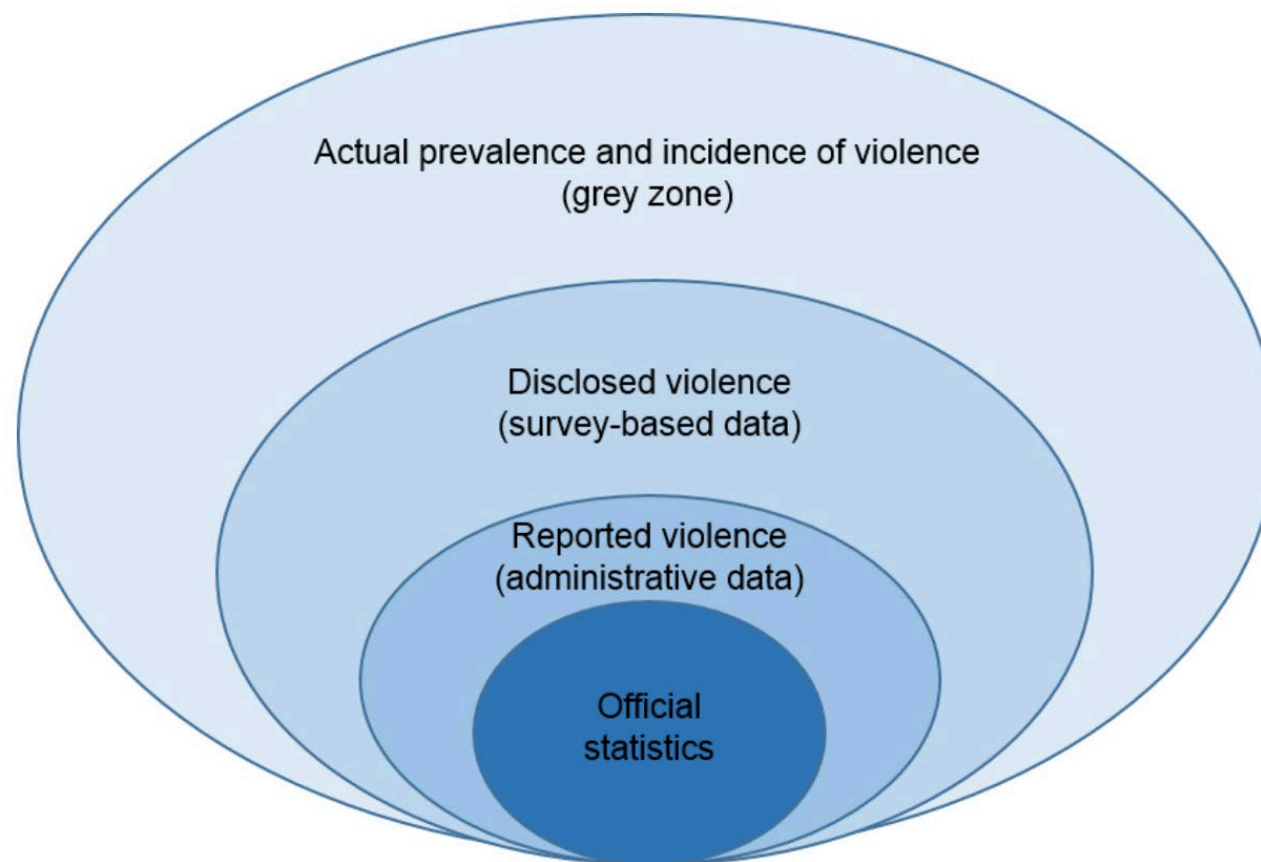 Actual prevalence and incidence of violence
(grey zone)
Disclosed violence
(survey-based data)
Reported violence
(administrative data)
Official
statistics